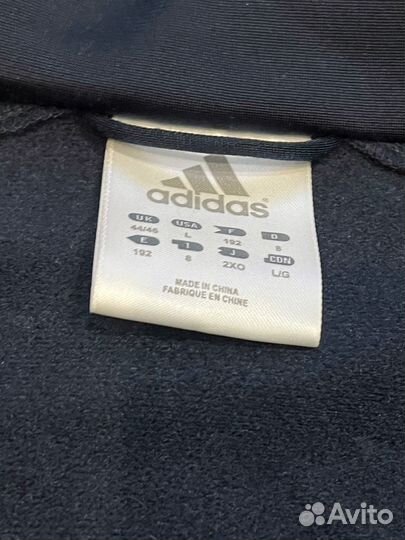 adidas
UK USA F D
44/46 L 192 8
E I J CDN
192 8 2XO L/G
MADE IN CHINA
FABRIQUE EN CHINE
Avito